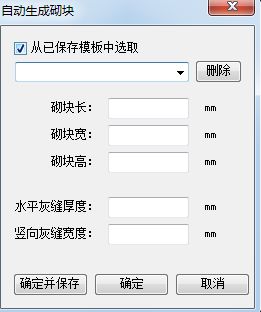 自动生成砌块
从已保存模板中选取
删除
砌块长： mm
砌块宽： mm
砌块高： mm
水平灰缝厚度： mm
竖向灰缝宽度： mm
确定并保存 确定 取消